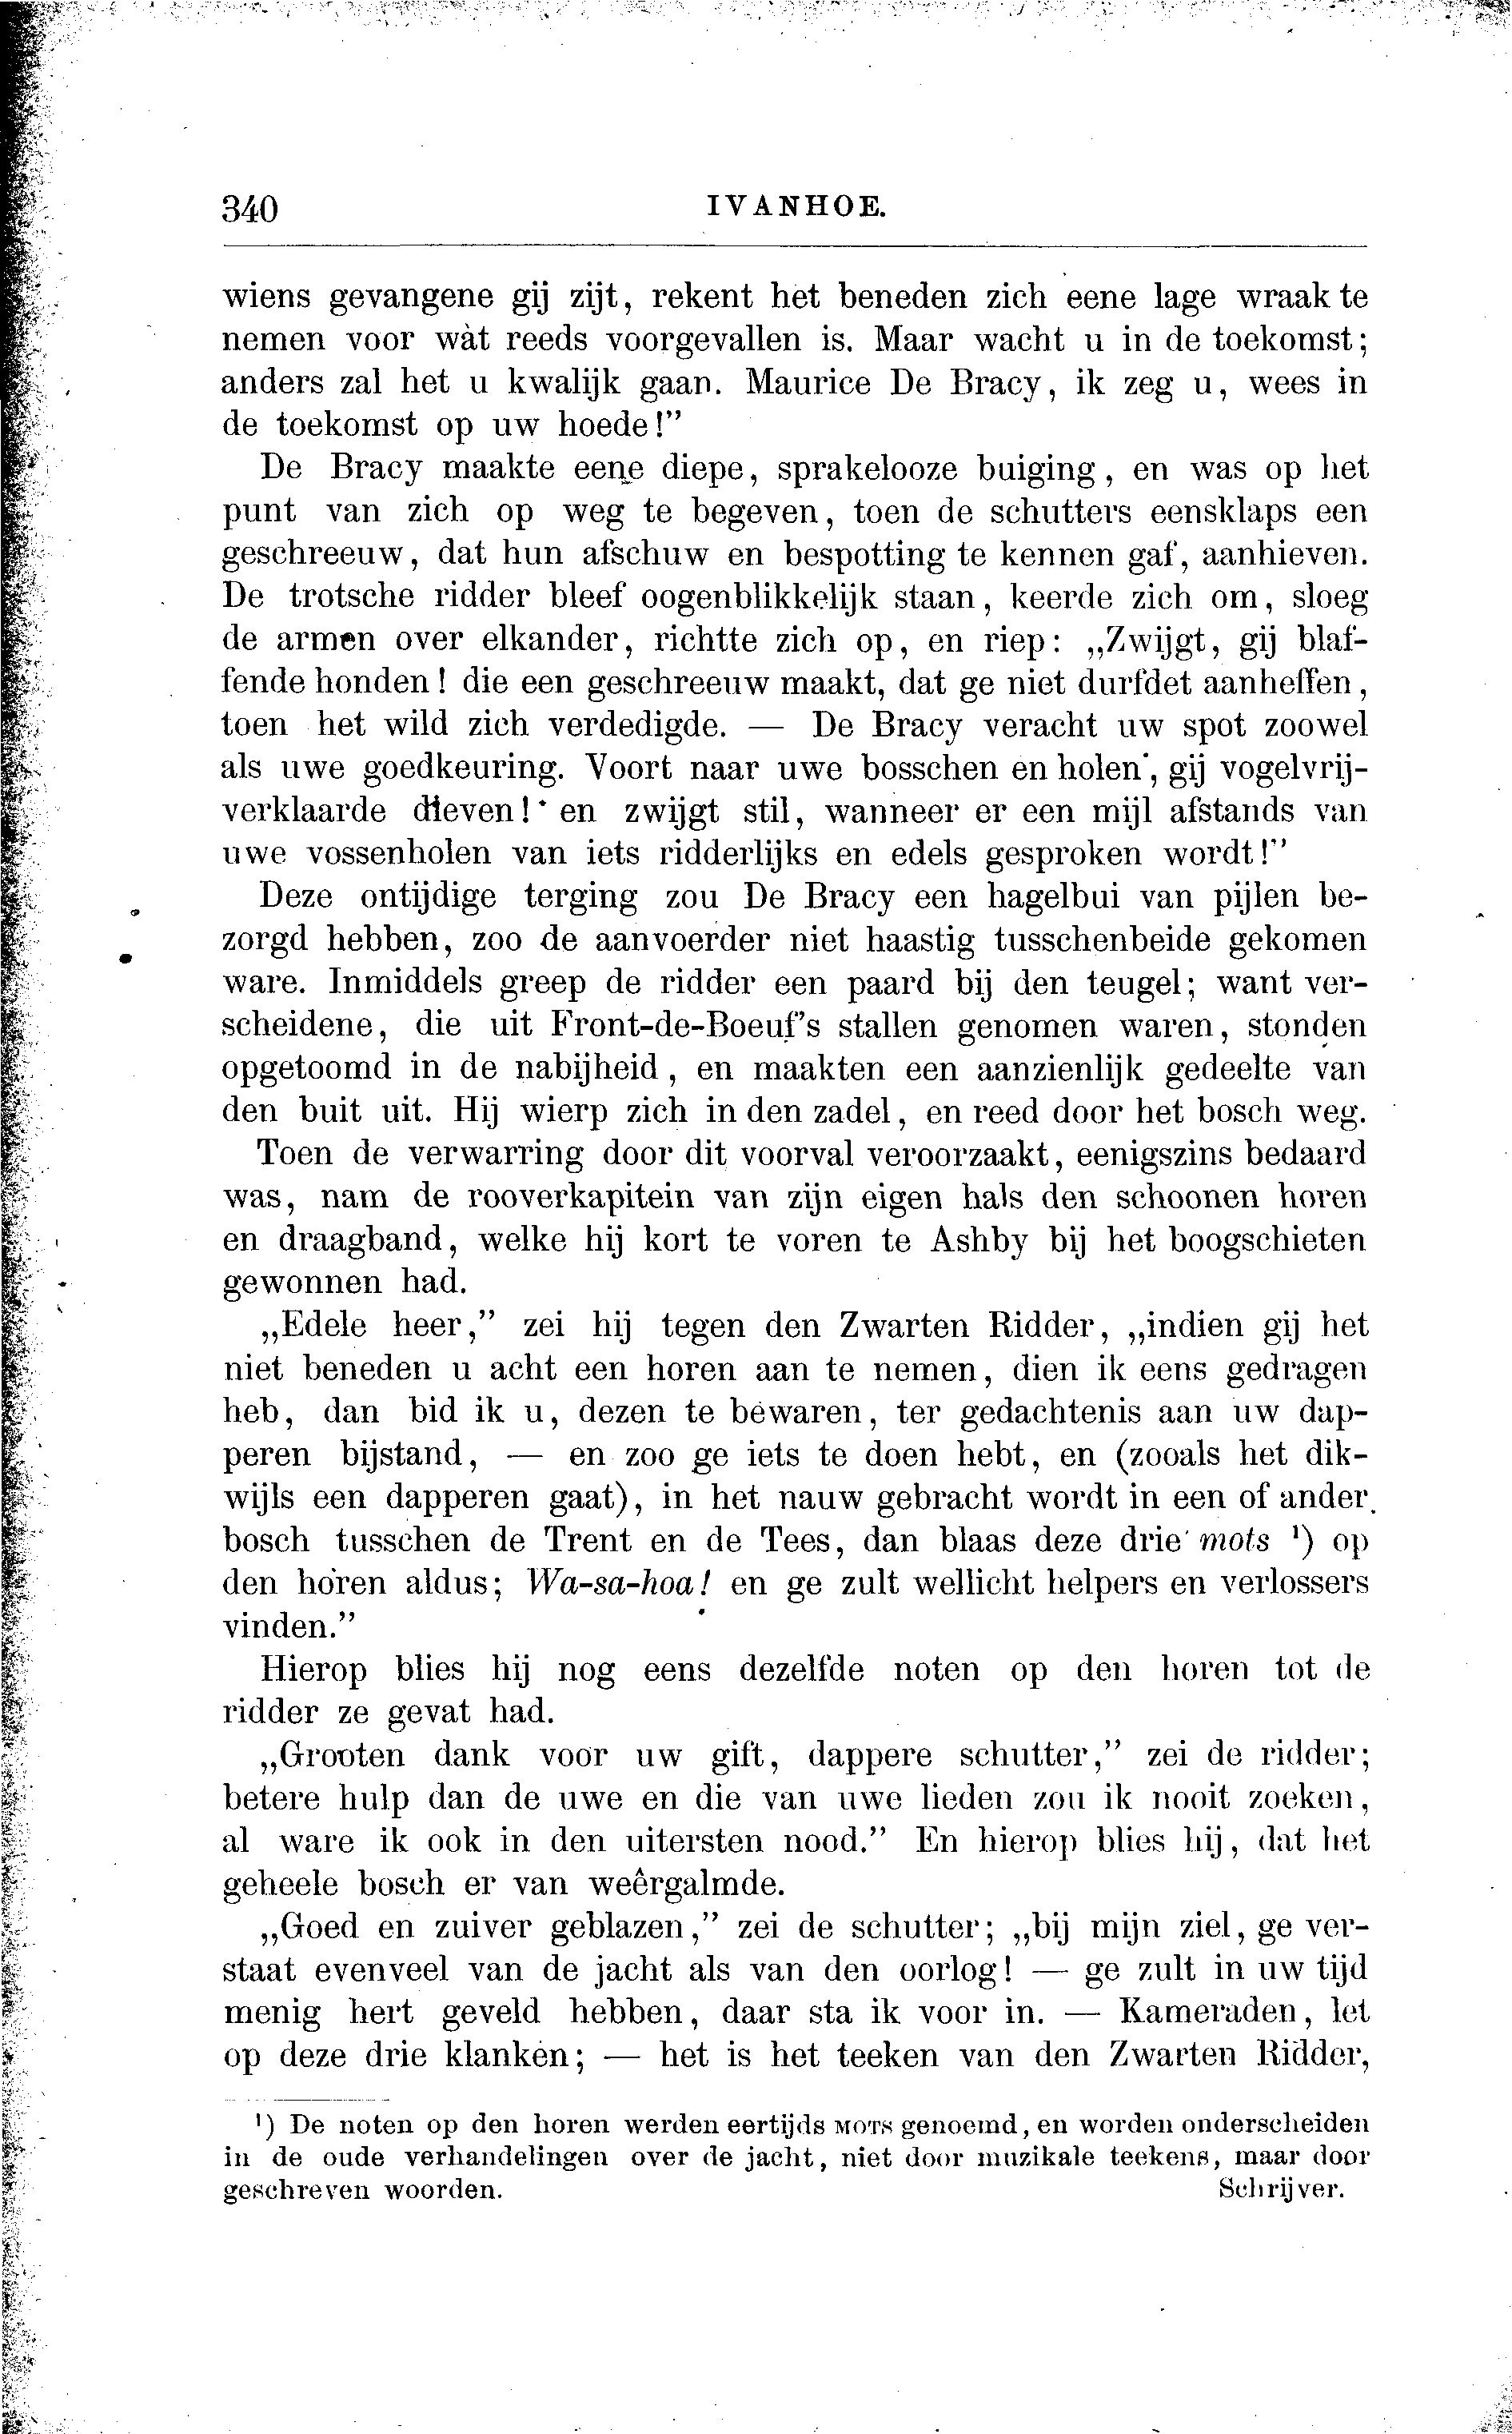 340 IVANHOE.
wiens gevangene gij zijt, rekent het beneden zich eene lage wraak te
nemen voor wàt reeds voorgevallen is. Maar wacht u in de toekomst;
anders zal het u kwalijk gaan. Maurice De Bracy, ik zeg u, wees in
de toekomst op uw hoede!”
De Bracy maakte eene diepe, sprakelooze buiging, en was op het
punt van zich op weg te begeven, toen de schutters eensklaps een
geschreeuw, dat hun afschuw en bespotting te kennen gaf, aanhieven.
De trotsche ridder bleef oogenblikkelijk staan, keerde zich om, sloeg
de armen over elkander, richtte zich op, en riep: „Zwijgt, gij blaf-
fende honden! die een geschreeuw maakt, dat ge niet durfdet aanheffen,
toen het wild zich verdedigde. — De Bracy veracht uw spot zoowel
als uwe goedkeuring. Voort naar uwe bosschen en holen, gij vogelvrij-
verklaarde dieven! en zwijgt stil, wanneer er een mijl afstands van
uwe vossenholen van iets ridderlijks en edels gesproken wordt!”
Deze ontijdige terging zou De Bracy een hagelbui van pijlen be-
zorgd hebben, zoo de aanvoerder niet haastig tusschenbeide gekomen
ware. Inmiddels greep de ridder een paard bij den teugel; want ver-
scheidene, die uit Front-de-Boeuf's stallen genomen waren, stonden
opgetoomd in de nabijheid, en maakten een aanzienlijk gedeelte van
den buit uit. Hij wierp zich in den zadel, en reed door het bosch weg.
Toen de verwarring door dit voorval veroorzaakt, eenigszins bedaard
was, nam de rooverkapitein van zijn eigen hals den schoonen horen
en draagband, welke hij kort te voren te Ashby bij het boogschieten
gewonnen had.
„Edele heer,” zei hij tegen den Zwarten Ridder, „indien gij het
niet beneden u acht een horen aan te nemen, dien ik eens gedragen
heb, dan bid ik u, dezen te bewaren, ter gedachtenis aan uw dap-
peren bijstand, — en zoo ge iets te doen hebt, en (zooals het dik-
wijls een dapperen gaat), in het nauw gebracht wordt in een of ander
bosch tusschen de Trent en de Tees, dan blaas deze drie mots ¹) op
den horen aldus; Wa-sa-hoa! en ge zult wellicht helpers en verlossers
vinden.”
Hierop blies hij nog eens dezelfde noten op den horen tot de
ridder ze gevat had.
„Grooten dank voor uw gift, dappere schutter,” zei de ridder;
betere hulp dan de uwe en die van uwe lieden zou ik nooit zoeken,
al ware ik ook in den uitersten nood.” En hierop blies hij, dat het
geheele bosch er van weêrgalmde.
„Goed en zuiver geblazen,” zei de schutter; „bij mijn ziel, ge ver-
staat evenveel van de jacht als van den oorlog! — ge zult in uw tijd
menig hert geveld hebben, daar sta ik voor in. — Kameraden, let
op deze drie klanken; — het is het teeken van den Zwarten Ridder,
¹) De noten op den horen werden eertijds MOTS genoemd, en worden onderscheiden
in de oude verhandelingen over de jacht, niet door muzikale teekens, maar door
geschreven woorden. Schrijver.